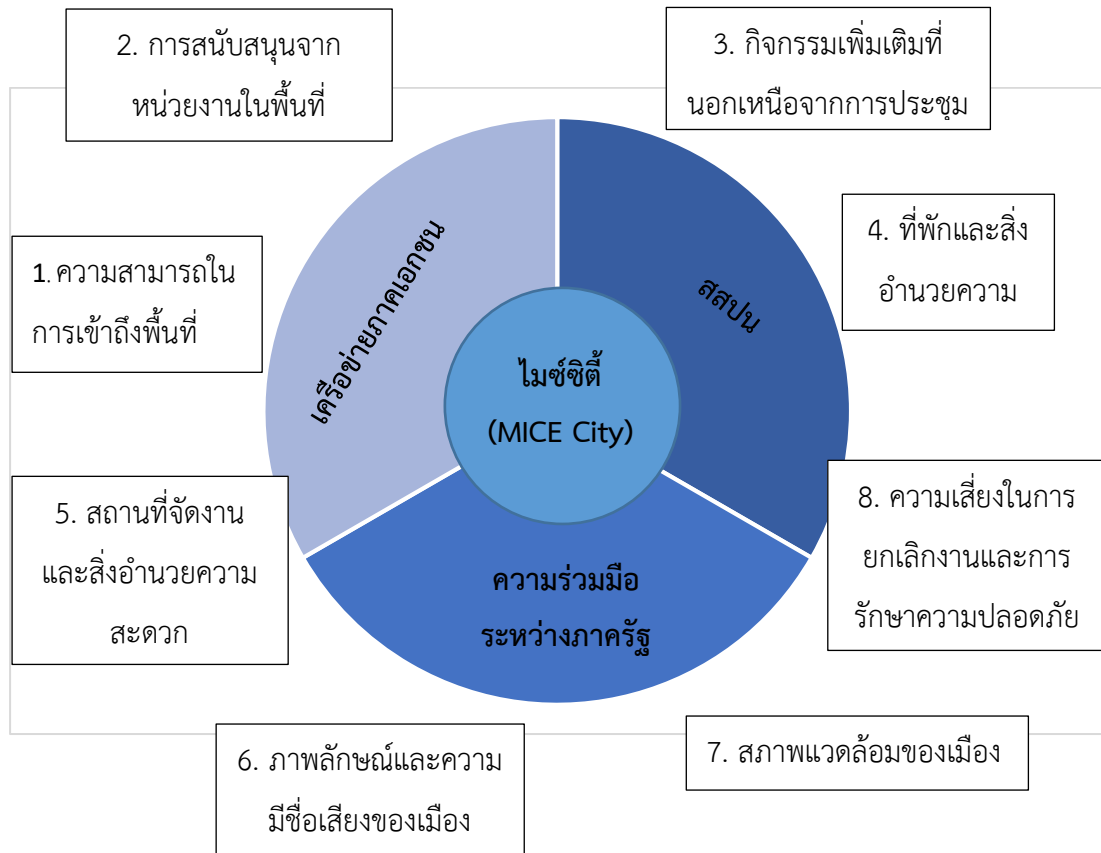 2. การสนับสนุนจาก
หน่วยงานในพื้นที่
3. กิจกรรมเพิ่มเติมที่
นอกเหนือจากการประชุม
1. ความสามารถใน
การเข้าถึงพื้นที่
4. ที่พักและสิ่ง
อำนวยความ
เครือข่ายภาคเอกชน
สสปน
ไมซ์ซิตี้
(MICE City)
ความร่วมมือ
ระหว่างภาครัฐ
5. สถานที่จัดงาน
และสิ่งอำนวยความ
สะดวก
8. ความเสี่ยงในการ
ยกเลิกงานและการ
รักษาความปลอดภัย
6. ภาพลักษณ์และความ
มีชื่อเสียงของเมือง
7. สภาพแวดล้อมของเมือง